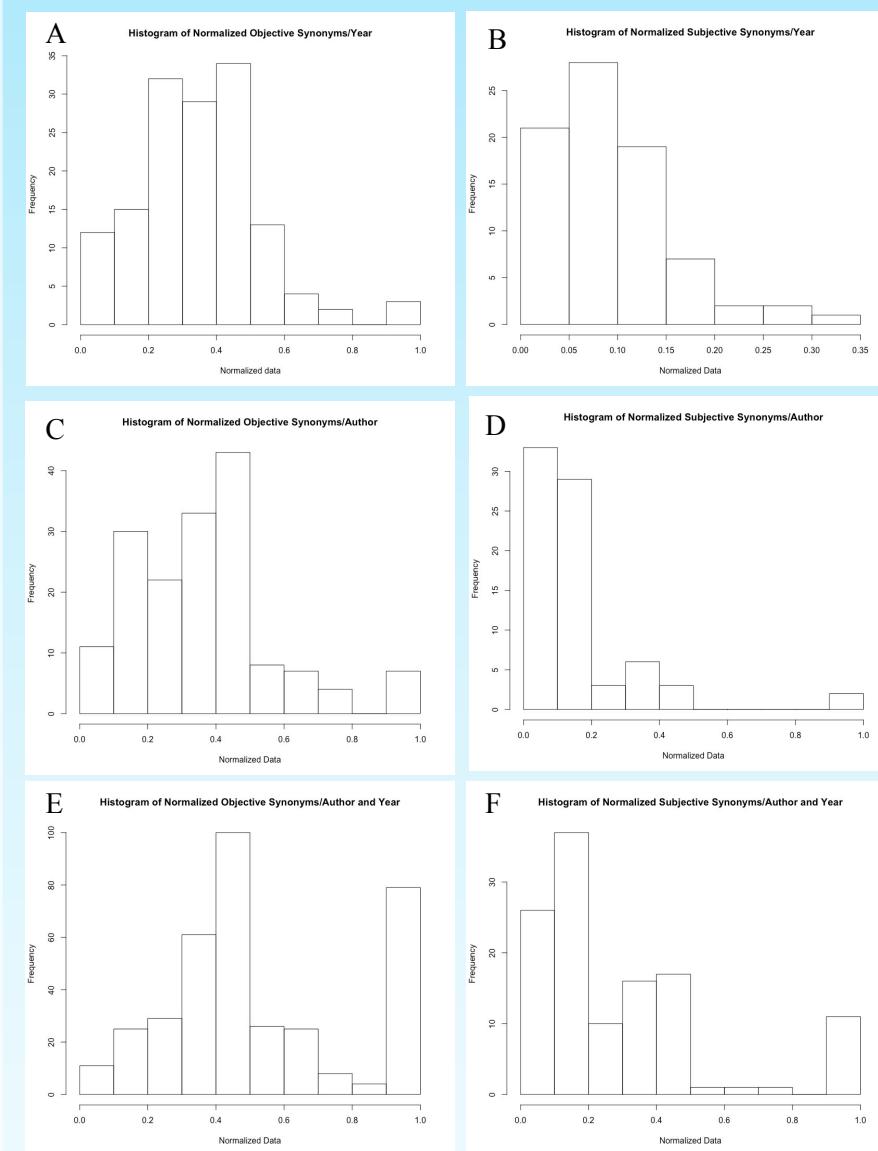 A
Histogram of Normalized Objective Synonyms/Year
Frequency
0 5 10 15 20 25 30 35
0.0 0.2 0.4 0.6 0.8 1.0
Normalized data
B
Histogram of Normalized Subjective Synonyms/Year
Frequency
0 5 10 15 20 25
0.00 0.05 0.10 0.15 0.20 0.25 0.30 0.35
Normalized Data
C
Histogram of Normalized Objective Synonyms/Author
Frequency
0 10 20 30 40
0.0 0.2 0.4 0.6 0.8 1.0
Normalized Data
D
Histogram of Normalized Subjective Synonyms/Author
Frequency
0 5 10 15 20 25 30
0.0 0.2 0.4 0.6 0.8 1.0
Normalized Data
E
Histogram of Normalized Objective Synonyms/Author and Year
Frequency
0 20 40 60 80 100
0.0 0.2 0.4 0.6 0.8 1.0
Normalized Data
F
Histogram of Normalized Subjective Synonyms/Author and Year
Frequency
0 10 20 30
0.0 0.2 0.4 0.6 0.8 1.0
Normalized Data